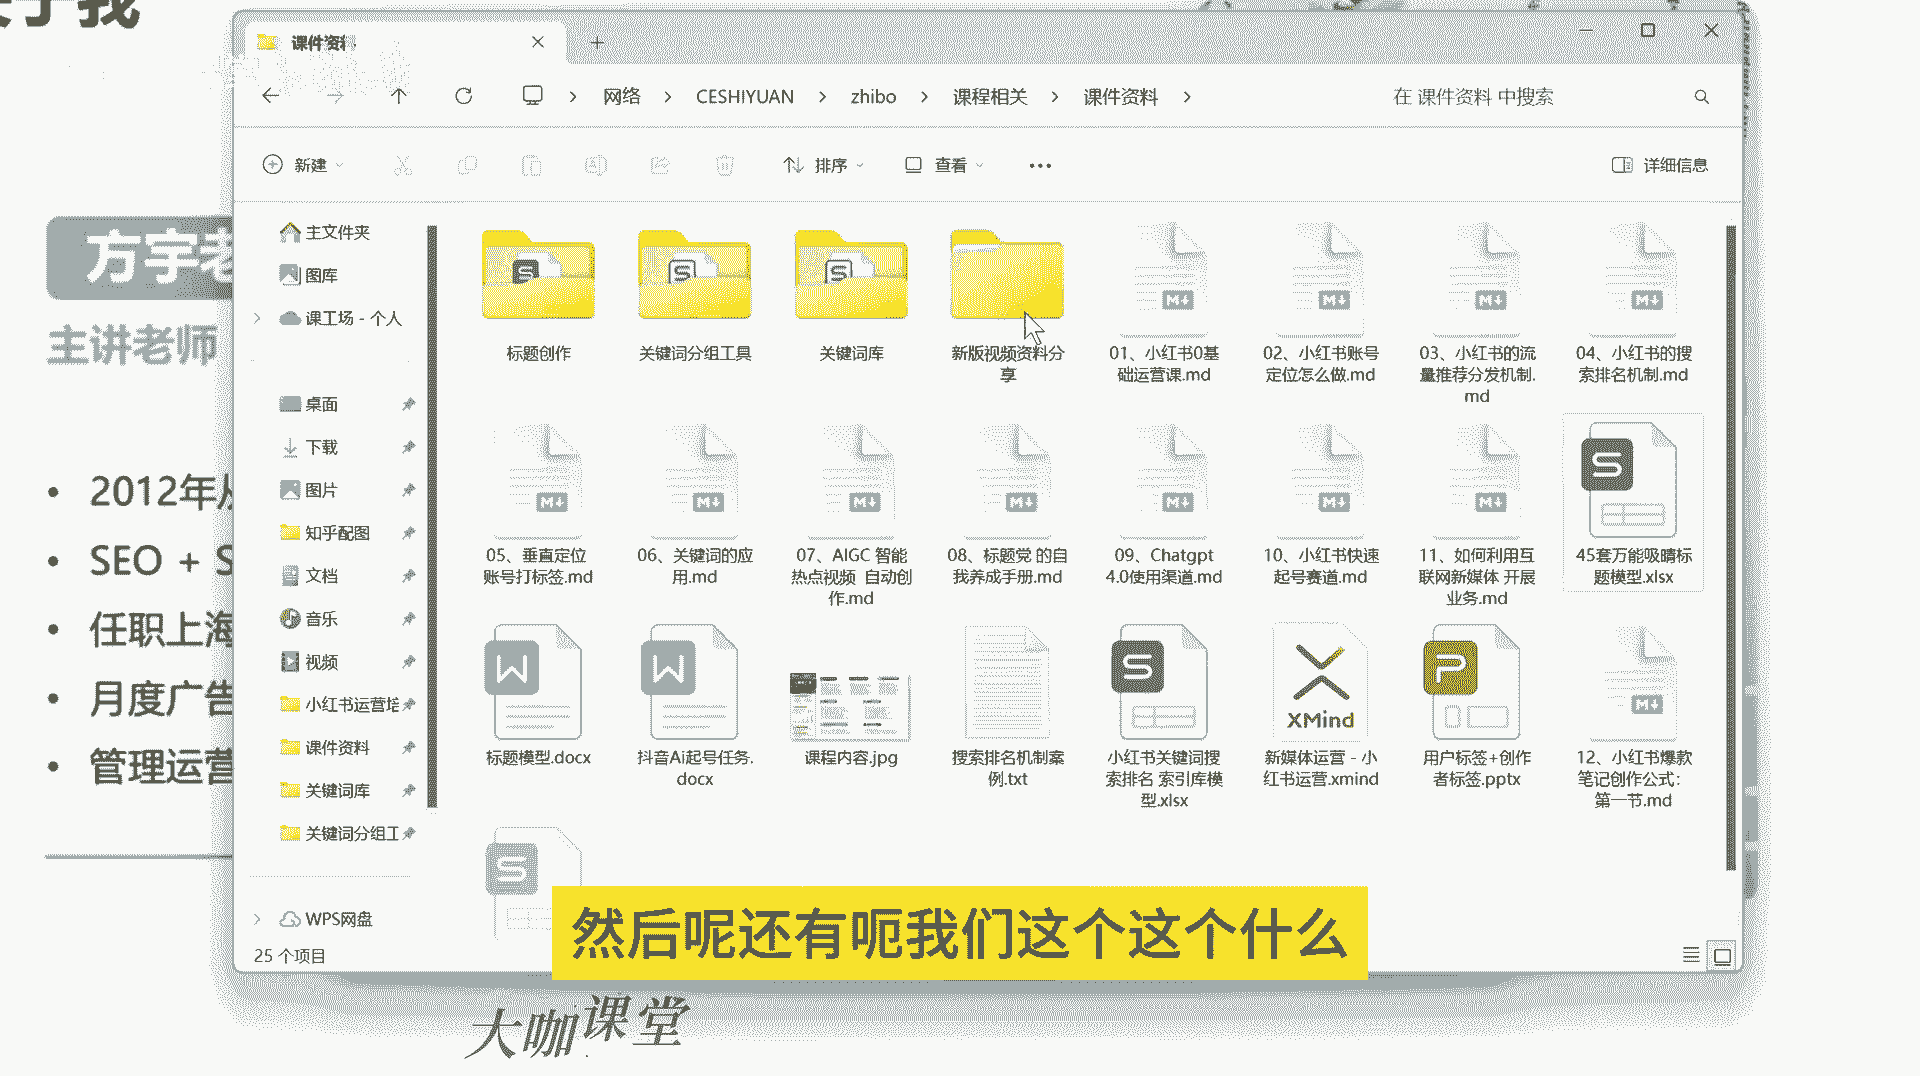 课件资料
网络 > CESHIYUAN > zhibo > 课程相关 > 课件资料 >
在 课件资料 中搜索
新建
排序
查看
详细信息
主文件夹
图库
课工场 - 个人
桌面
下载
图片
知乎配图
文档
音乐
视频
小红书运营培
课件资料
关键词库
关键词分组工
WPS网盘
25 个项目
标题创作
关键词分组工具
关键词库
新版视频资料分
享
01、小红书0基
础运营课.md
02、小红书账号
定位怎么做.md
03、小红书的流
量推荐分发机制.
md
04、小红书的搜
索排名机制.md
05、垂直定位
账号打标签.md
06、关键词的应
用.md
07、AIGC 智能
热点视频 自动创
作.md
08、标题党 的自
我养成手册.md
09、Chatgpt
4.0使用渠道.md
10、小红书快速
起号赛道.md
11、如何利用互
联网新媒体 开展
业务.md
45套万能吸睛标
题模型.xlsx
标题模型.docx
抖音Ai起号任务.
docx
课程内容.jpg
搜索排名机制案
例.txt
小红书关键词搜
索排名 索引库模
型.xlsx
XMind
新媒体运营 - 小
红书运营.xmind
用户标签+创作
者标签.pptx
12、小红书爆款
笔记创作公式：
第一节.md
方宇老
主讲老师
2012年从
SEO + S
任职上海
月度广告
管理运营
然后呢还有呃我们这个这个什么
大咖课堂